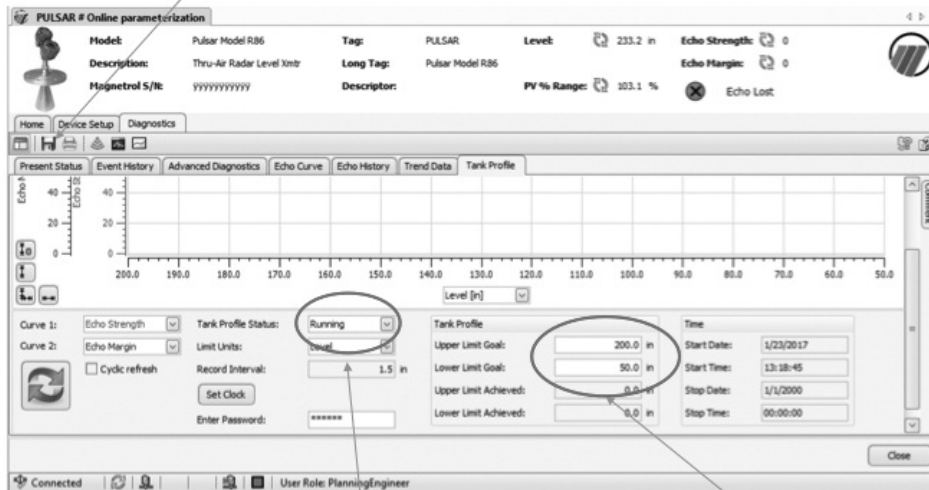 PULSAR # Online parameterization
Model: Pulsar Model R86 Tag: PULSAR Level: 233.2 in Echo Strength: 0
Description: Thru-Air Radar Level Xmtr Long Tag: Pulsar Model R86 Echo Margin: 0
Magnetrol S/N: ÿÿÿÿÿÿÿÿÿÿÿ Descriptor: PV % Range: 103.1 % Echo Lost
Home Device Setup Diagnostics
Present Status Event History Advanced Diagnostics Echo Curve Echo History Trend Data Tank Profile
Comment
40 40
20 20
0 0
200.0 190.0 180.0 170.0 160.0 150.0 140.0 130.0 120.0 110.0 100.0 90.0 80.0 70.0 60.0 50.0
Level [in]
Curve 1: Echo Strength Tank Profile Status: Running Tank Profile Time
Curve 2: Echo Margin Limit Units: Level Upper Limit Goal: 200.0 in Start Date: 1/23/2017
Cyclic refresh Record Interval: 1.5 in Lower Limit Goal: 50.0 in Start Time: 13:18:45
Set Clock Upper Limit Achieved: 0.0 in Stop Date: 1/1/2000
Enter Password: ****** Lower Limit Achieved: 0.0 in Stop Time: 00:00:00
Close
Connected User Role: PlanningEngineer